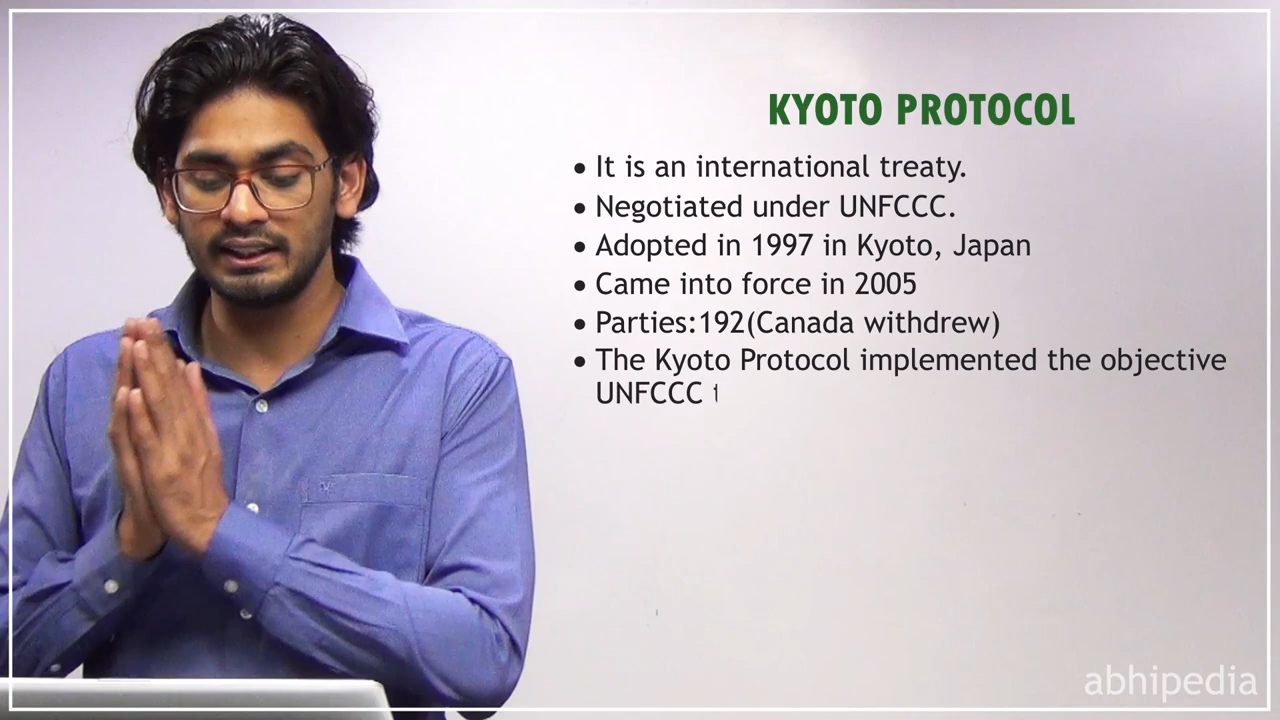 KYOTO PROTOCOL
• It is an international treaty.
• Negotiated under UNFCCC.
• Adopted in 1997 in Kyoto, Japan
• Came into force in 2005
• Parties:192(Canada withdrew)
• The Kyoto Protocol implemented the objective
UNFCCC
abhipedia